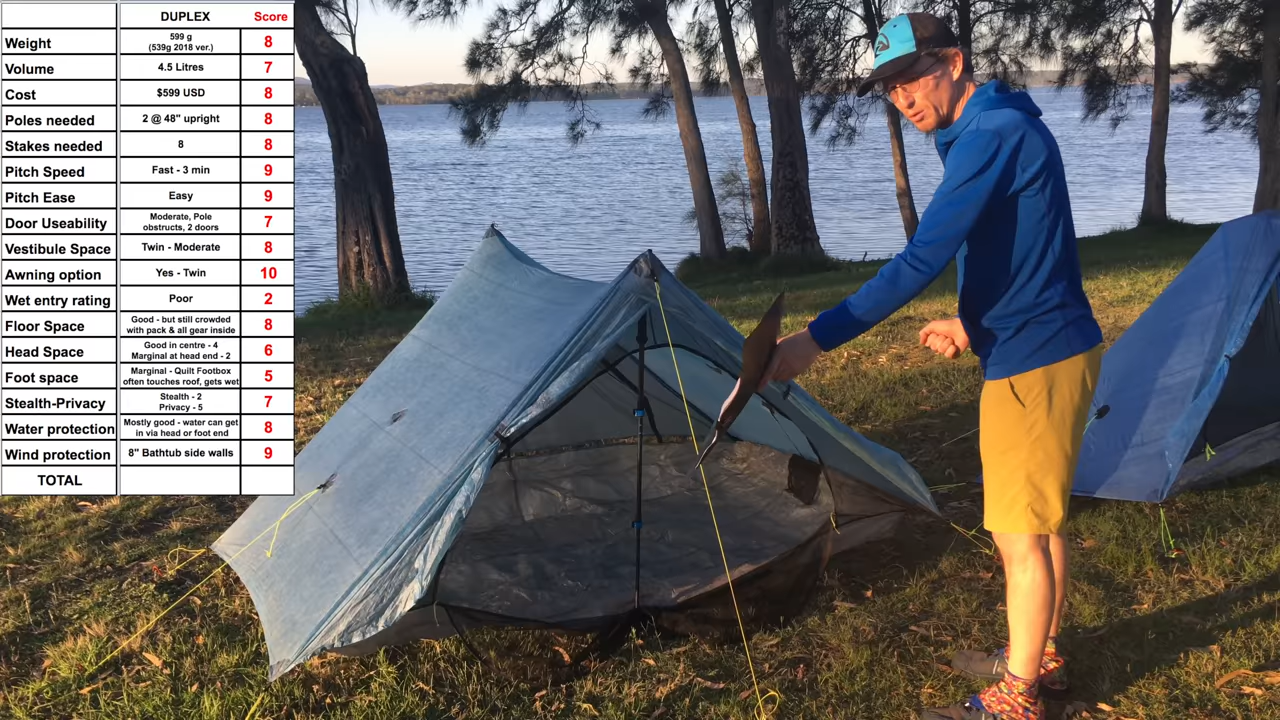 DUPLEX Score
Weight 599 g (539g 2018 ver.) 8
Volume 4.5 Litres 7
Cost $599 USD 8
Poles needed 2 @ 48" upright 8
Stakes needed 8 8
Pitch Speed Fast - 3 min 9
Pitch Ease Easy 9
Door Useability Moderate, Pole obstructs, 2 doors 7
Vestibule Space Twin - Moderate 8
Awning option Yes - Twin 10
Wet entry rating Poor 2
Floor Space Good - but still crowded with pack & all gear inside 8
Head Space Good in centre - 4 Marginal at head end - 2 6
Foot space Marginal - Quilt Footbox often touches roof, gets wet 5
Stealth-Privacy Stealth - 2 Privacy - 5 7
Water protection Mostly good - water can get in via head or foot end 8
Wind protection 8" Bathtub side walls 9
TOTAL